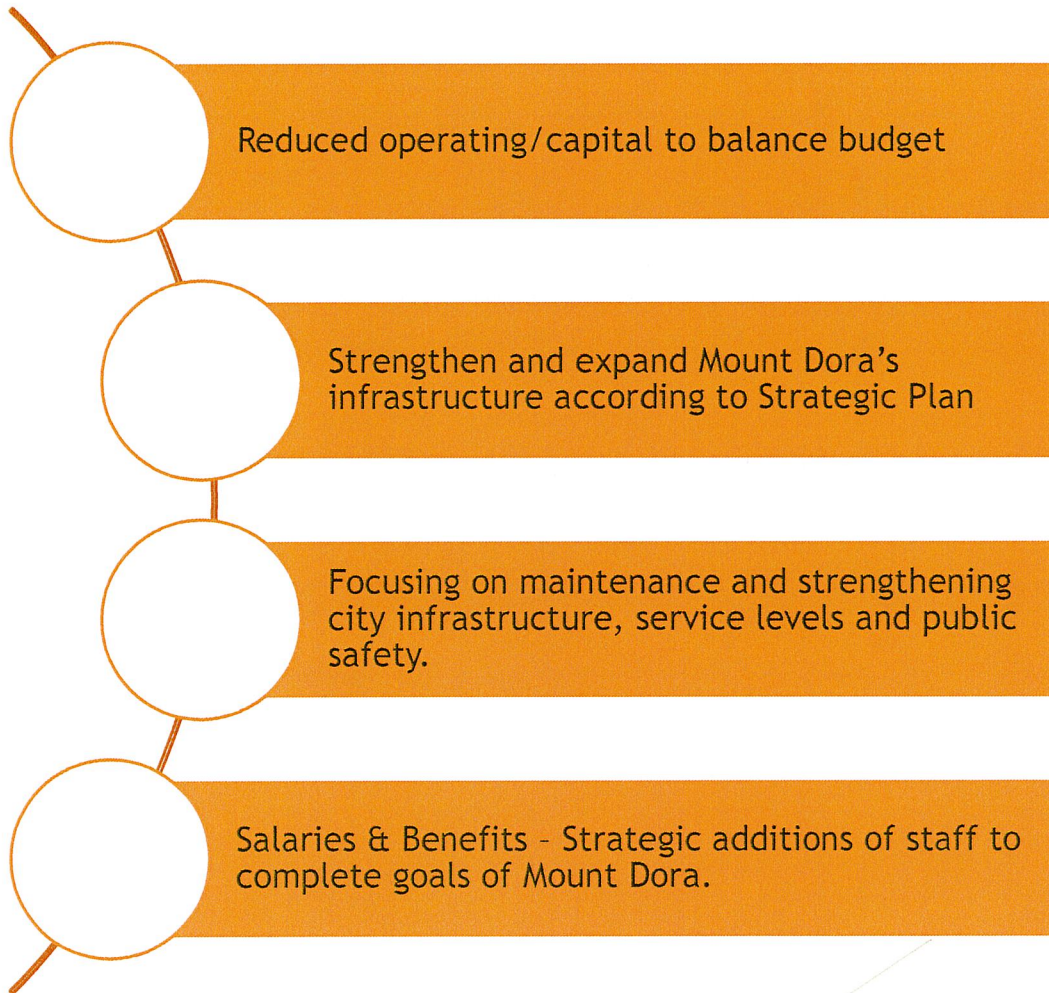 Reduced operating/capital to balance budget
Strengthen and expand Mount Dora’s
infrastructure according to Strategic Plan
Focusing on maintenance and strengthening
city infrastructure, service levels and public
safety.
Salaries & Benefits - Strategic additions of staff to
complete goals of Mount Dora.